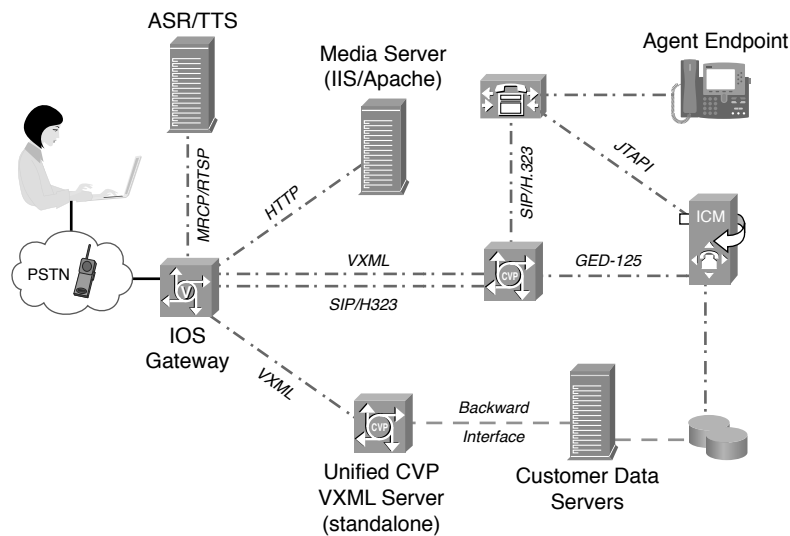 ASR/TTS
Media Server
(IIS/Apache)
Agent Endpoint
MRCP/RTSP
HTTP
SIP/H.323
JTAPI
ICM
PSTN
V
VXML
SIP/H323
CVP
GED-125
IOS
Gateway
VXML
CVP
Backward
Interface
Unified CVP
VXML Server
(standalone)
Customer Data
Servers